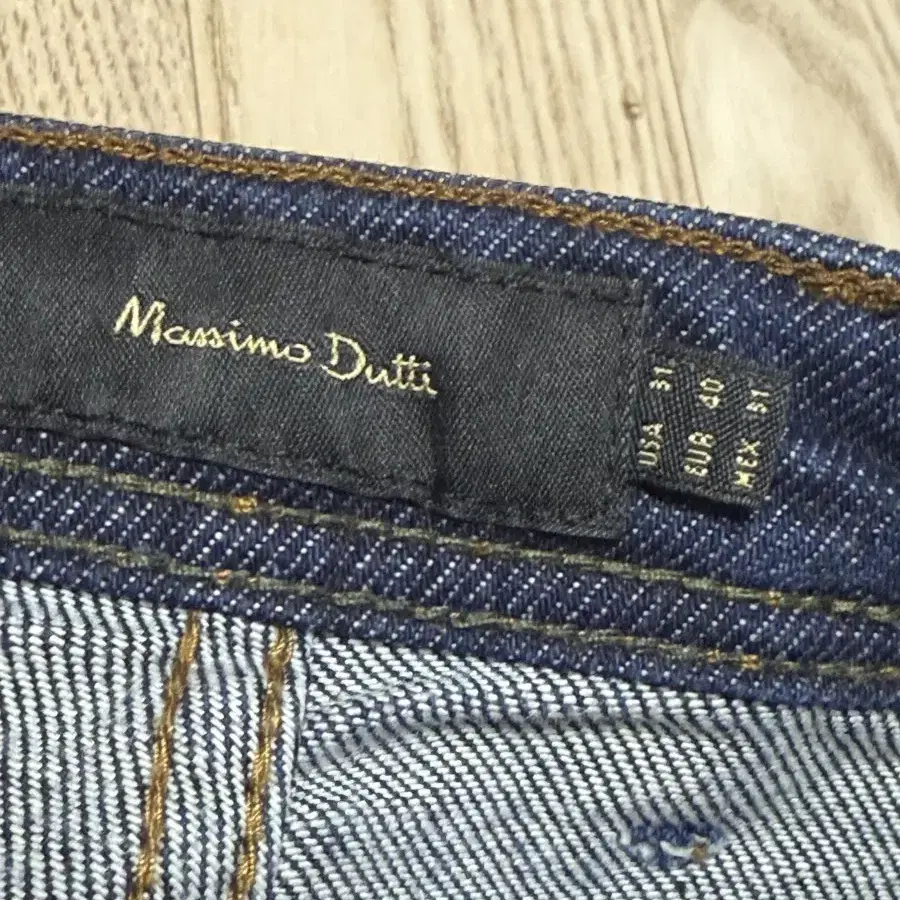 Massimo Dutti
USA 31
EUR 40
MEX 31